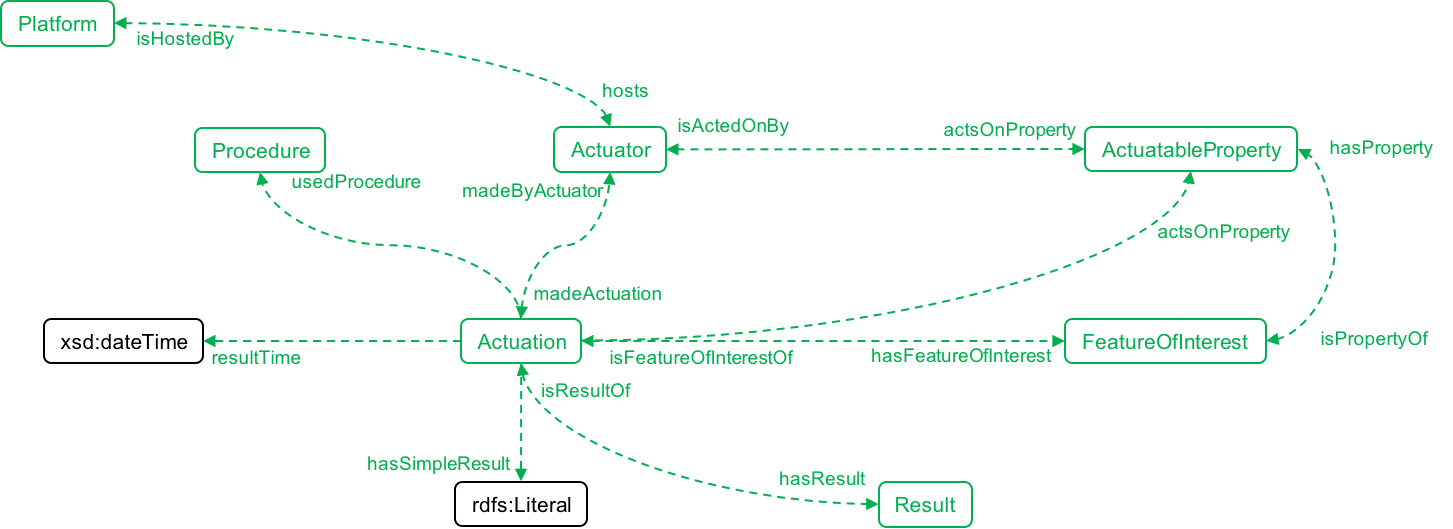 Platform
isHostedBy
hosts
isActedOnBy
actsOnProperty
Procedure
Actuator
ActuatableProperty
hasProperty
usedProcedure
madeByActuator
actsOnProperty
madeActuation
xsd:dateTime
resultTime
Actuation
isFeatureOfInterestOf
hasFeatureOfInterest
FeatureOfInterest
isPropertyOf
isResultOf
hasSimpleResult
hasResult
rdfs:Literal
Result